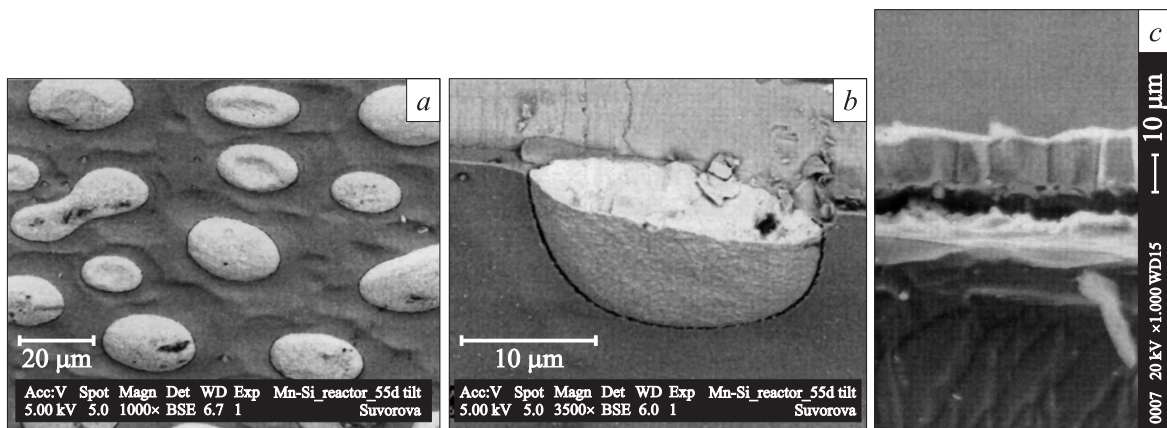 a
20 μm
Acc:V Spot Magn Det WD Exp Mn-Si_reactor_55d tilt
5.00 kV 5.0 1000× BSE 6.7 1 Suvorova
b
10 μm
Acc:V Spot Magn Det WD Exp Mn-Si_reactor_55d tilt
5.00 kV 5.0 3500× BSE 6.0 1 Suvorova
c
10 μm
0007 20 kV ×1.000 WD15